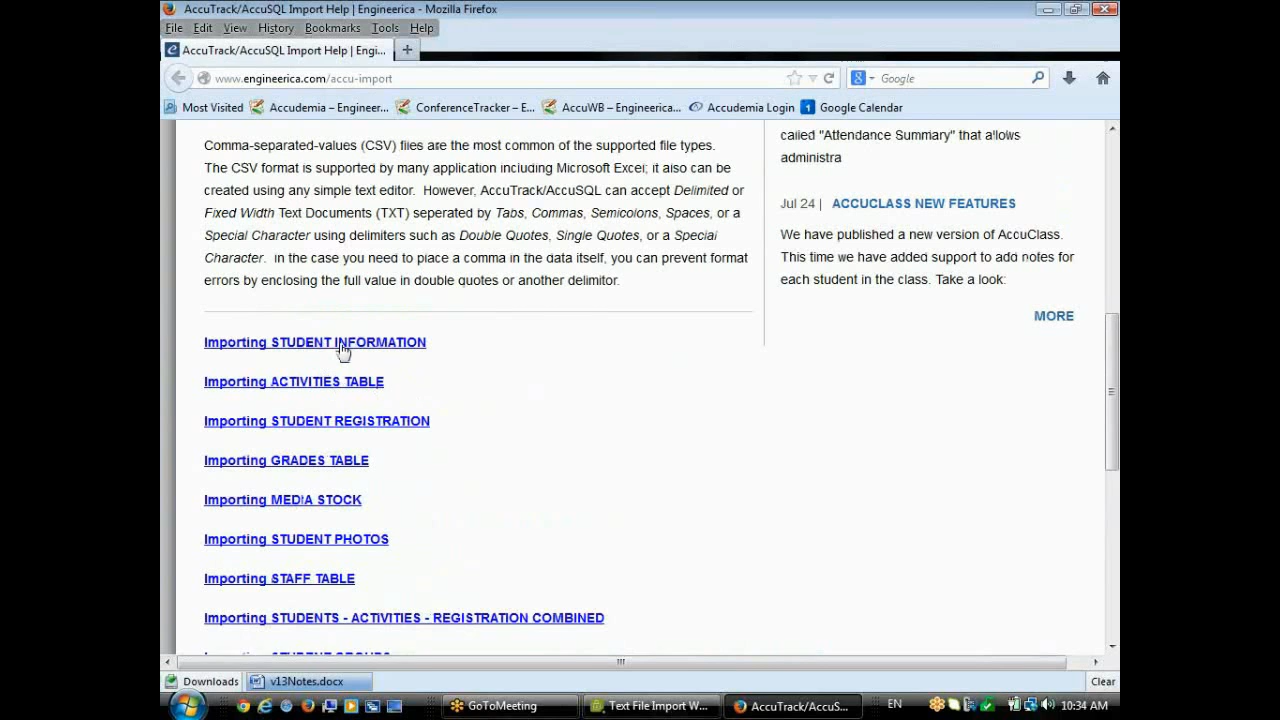 AccuTrack/AccuSQL Import Help | Engineerica - Mozilla Firefox
File Edit View History Bookmarks Tools Help
AccuTrack/AccuSQL Import Help | Engi...
www.engineerica.com/accu-import
Google
Most Visited Accudemia – Engineer... ConferenceTracker – E... AccuWB – Engineerica... Accudemia Login 1 Google Calendar
Comma-separated-values (CSV) files are the most common of the supported file types.
The CSV format is supported by many application including Microsoft Excel; it also can be
created using any simple text editor. However, AccuTrack/AccuSQL can accept Delimited or
Fixed Width Text Documents (TXT) seperated by Tabs, Commas, Semicolons, Spaces, or a
Special Character using delimiters such as Double Quotes, Single Quotes, or a Special
Character. In the case you need to place a comma in the data itself, you can prevent format
errors by enclosing the full value in double quotes or another delimitor.
Importing STUDENT INFORMATION
Importing ACTIVITIES TABLE
Importing STUDENT REGISTRATION
Importing GRADES TABLE
Importing MEDIA STOCK
Importing STUDENT PHOTOS
Importing STAFF TABLE
Importing STUDENTS - ACTIVITIES - REGISTRATION COMBINED
Importing STUDENT GROUPS
called "Attendance Summary" that allows
administra
Jul 24 | ACCUCLASS NEW FEATURES
We have published a new version of AccuClass.
This time we have added support to add notes for
each student in the class. Take a look:
MORE
Downloads v13Notes.docx Clear
GoToMeeting Text File Import W... AccuTrack/AccuS... EN 10:34 AM